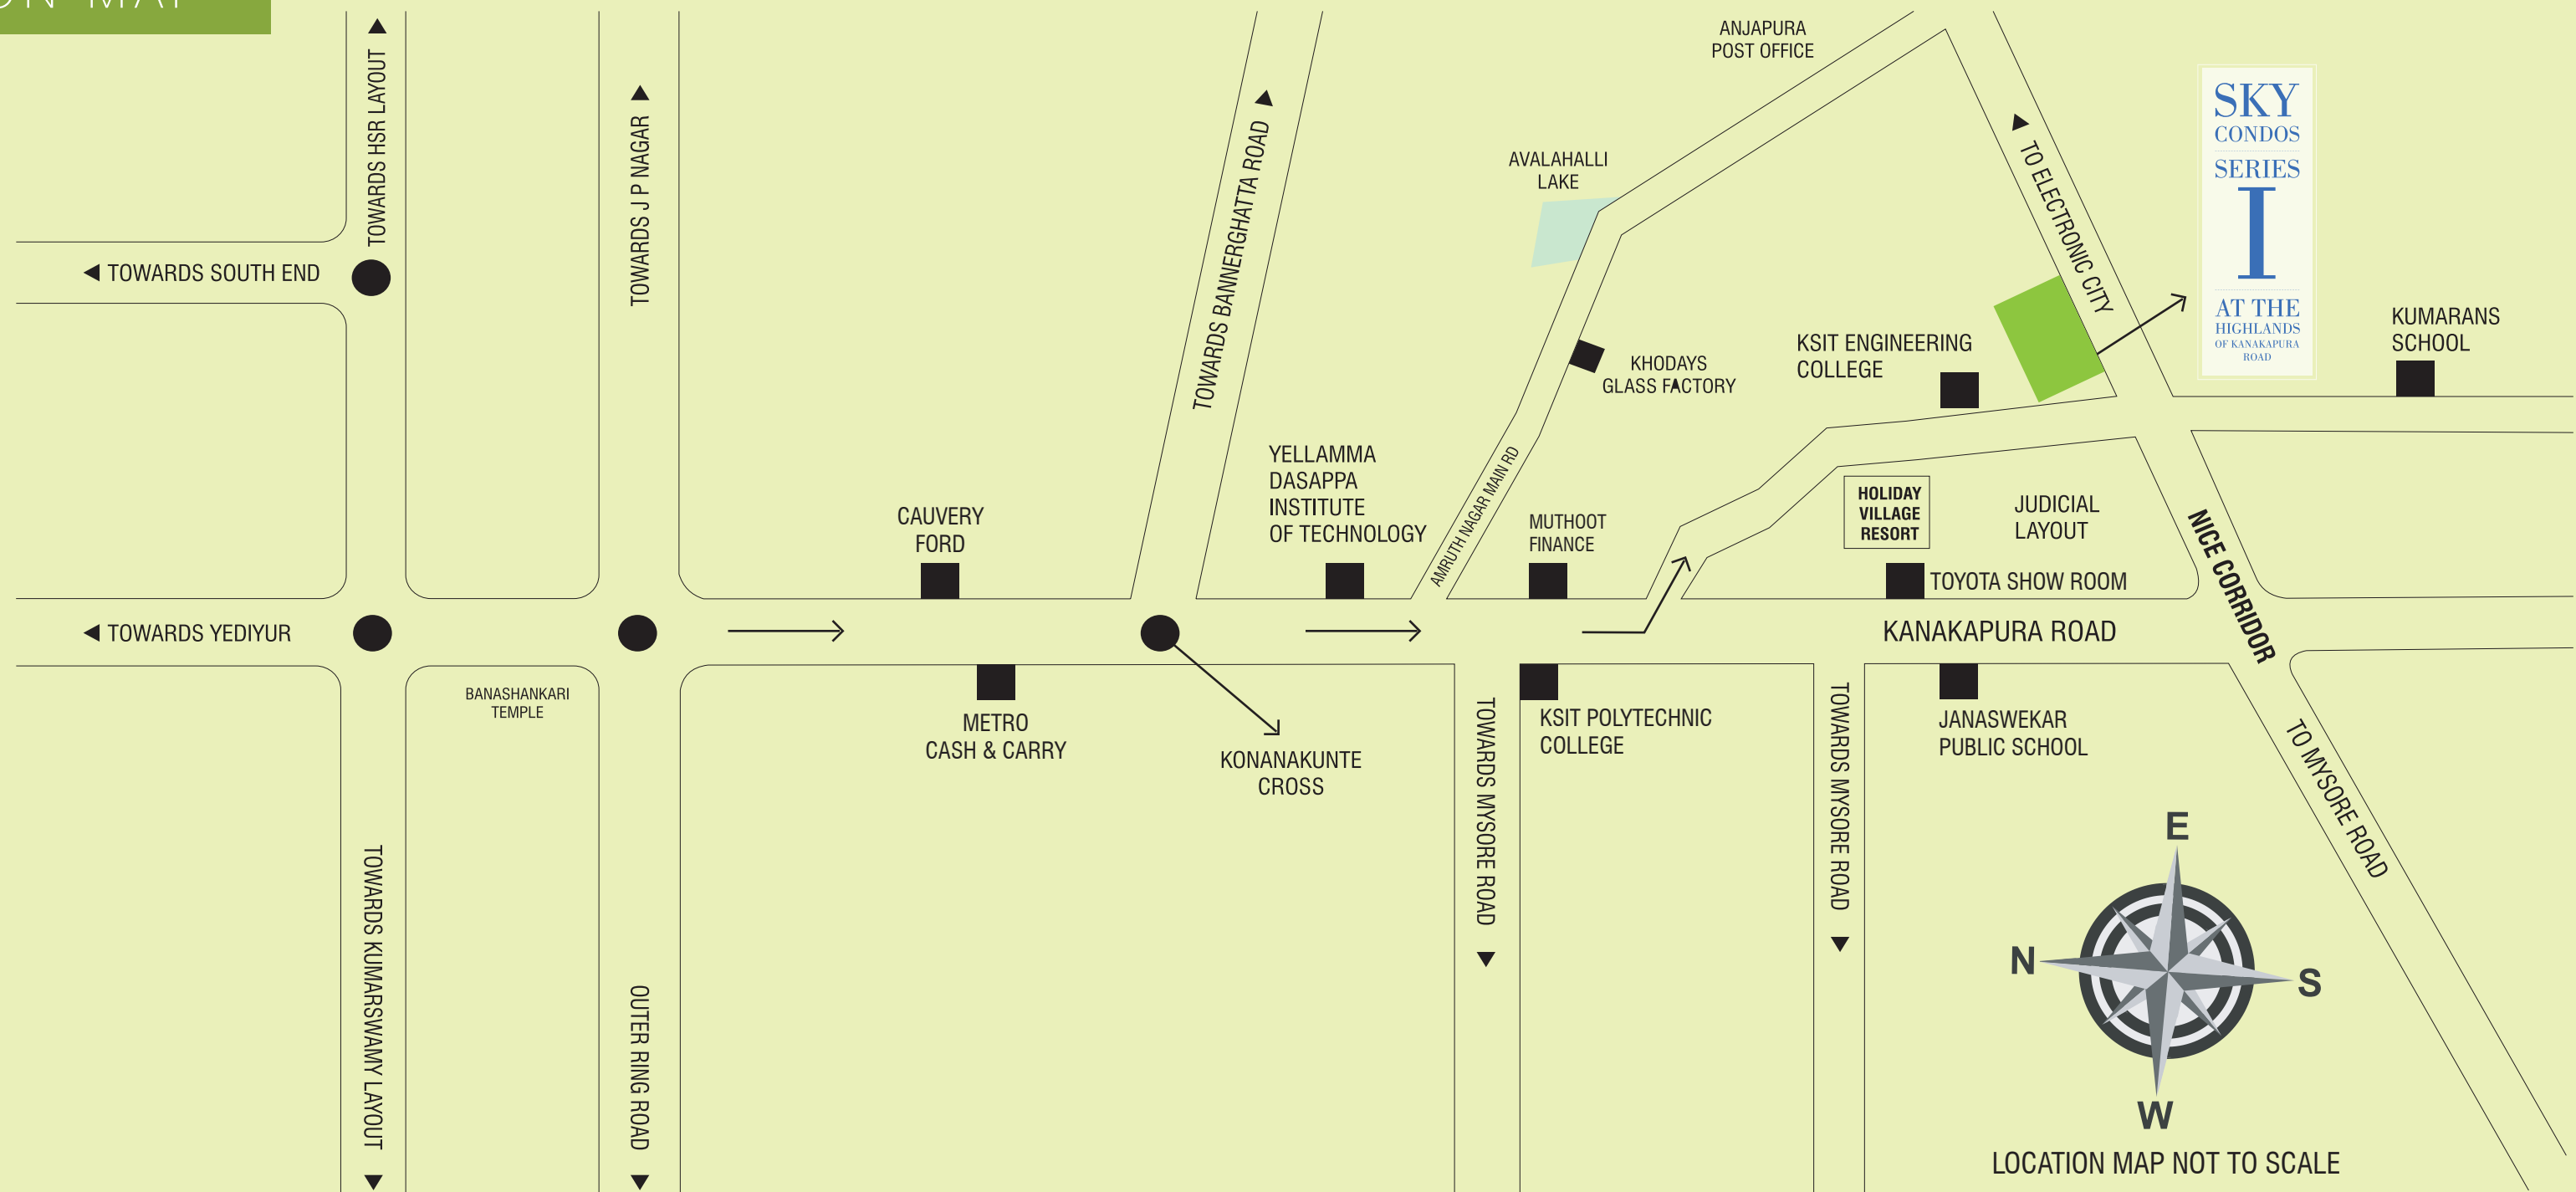 TOWARDS HSR LAYOUT
TOWARDS SOUTH END
TOWARDS J P NAGAR
TOWARDS BANNERGHATTA ROAD
ANJAPURA
POST OFFICE
AVALAHALLI
LAKE
TO ELECTRONIC CITY
SKY
CONDOS
SERIES
I
AT THE
HIGHLANDS
OF KANAKAPURA
ROAD
KUMARANS
SCHOOL
KHODAYS
GLASS FACTORY
KSIT ENGINEERING
COLLEGE
CAUVERY
FORD
YELLAMMA
DASAPPA
INSTITUTE
OF TECHNOLOGY
AMRUTH NAGAR MAIN RD
MUTHOOT
FINANCE
HOLIDAY
VILLAGE
RESORT
JUDICIAL
LAYOUT
TOYOTA SHOW ROOM
NICE CORRIDOR
TOWARDS YEDIYUR
KANAKAPURA ROAD
BANASHANKARI
TEMPLE
METRO
CASH & CARRY
KONANAKUNTE
CROSS
TOWARDS MYSORE ROAD
KSIT POLYTECHNIC
COLLEGE
TOWARDS MYSORE ROAD
JANASWEKAR
PUBLIC SCHOOL
TO MYSORE ROAD
TOWARDS KUMARSWAMY LAYOUT
OUTER RING ROAD
E
N
S
W
LOCATION MAP NOT TO SCALE